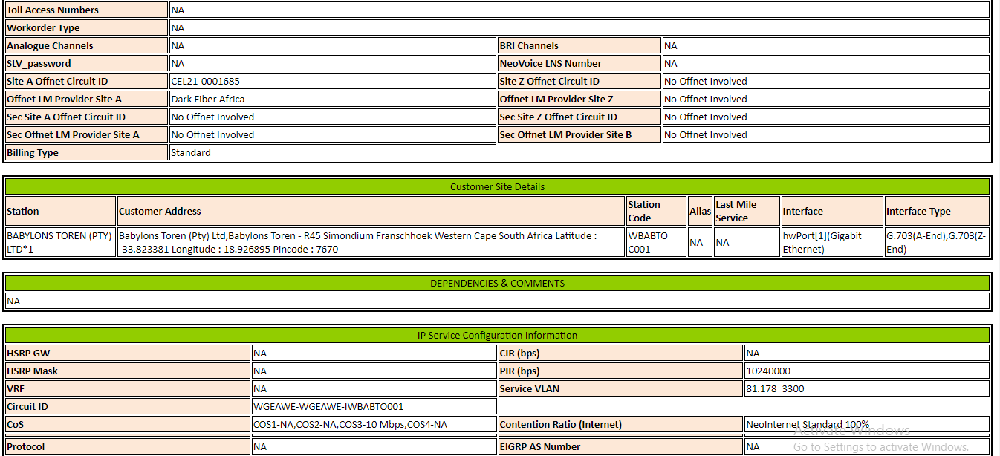 Toll Access Numbers NA
Workorder Type NA
Analogue Channels NA BRI Channels NA
SLV_password NA NeoVoice LNS Number NA
Site A Offnet Circuit ID CEL21-0001685 Site Z Offnet Circuit ID No Offnet Involved
Offnet LM Provider Site A Dark Fiber Africa Offnet LM Provider Site Z No Offnet Involved
Sec Site A Offnet Circuit ID No Offnet Involved Sec Site Z Offnet Circuit ID No Offnet Involved
Sec Offnet LM Provider Site A No Offnet Involved Sec Offnet LM Provider Site B No Offnet Involved
Billing Type Standard
Customer Site Details
Station Customer Address Station Code Alias Last Mile Service Interface Interface Type
BABYLONS TOREN (PTY) LTD*1 Babylons Toren (Pty) Ltd,Babylons Toren - R45 Simondium Franschhoek Western Cape South Africa Latitude : -33.823381 Longitude : 18.926895 Pincode : 7670 WBABTO C001 NA NA hwPort[1](Gigabit Ethernet) G.703(A-End),G.703(Z-End)
DEPENDENCIES & COMMENTS
NA
IP Service Configuration Information
HSRP GW NA CIR (bps) NA
HSRP Mask NA PIR (bps) 10240000
VRF NA Service VLAN 81.178_3300
Circuit ID WGEAWE-WGEAWE-IWBABTO001
CoS COS1-NA,COS2-NA,COS3-10 Mbps,COS4-NA Contention Ratio (Internet) NeoInternet Standard 100%
Activate Windows
Protocol NA EIGRP AS Number NA
Go to Settings to activate Windows.